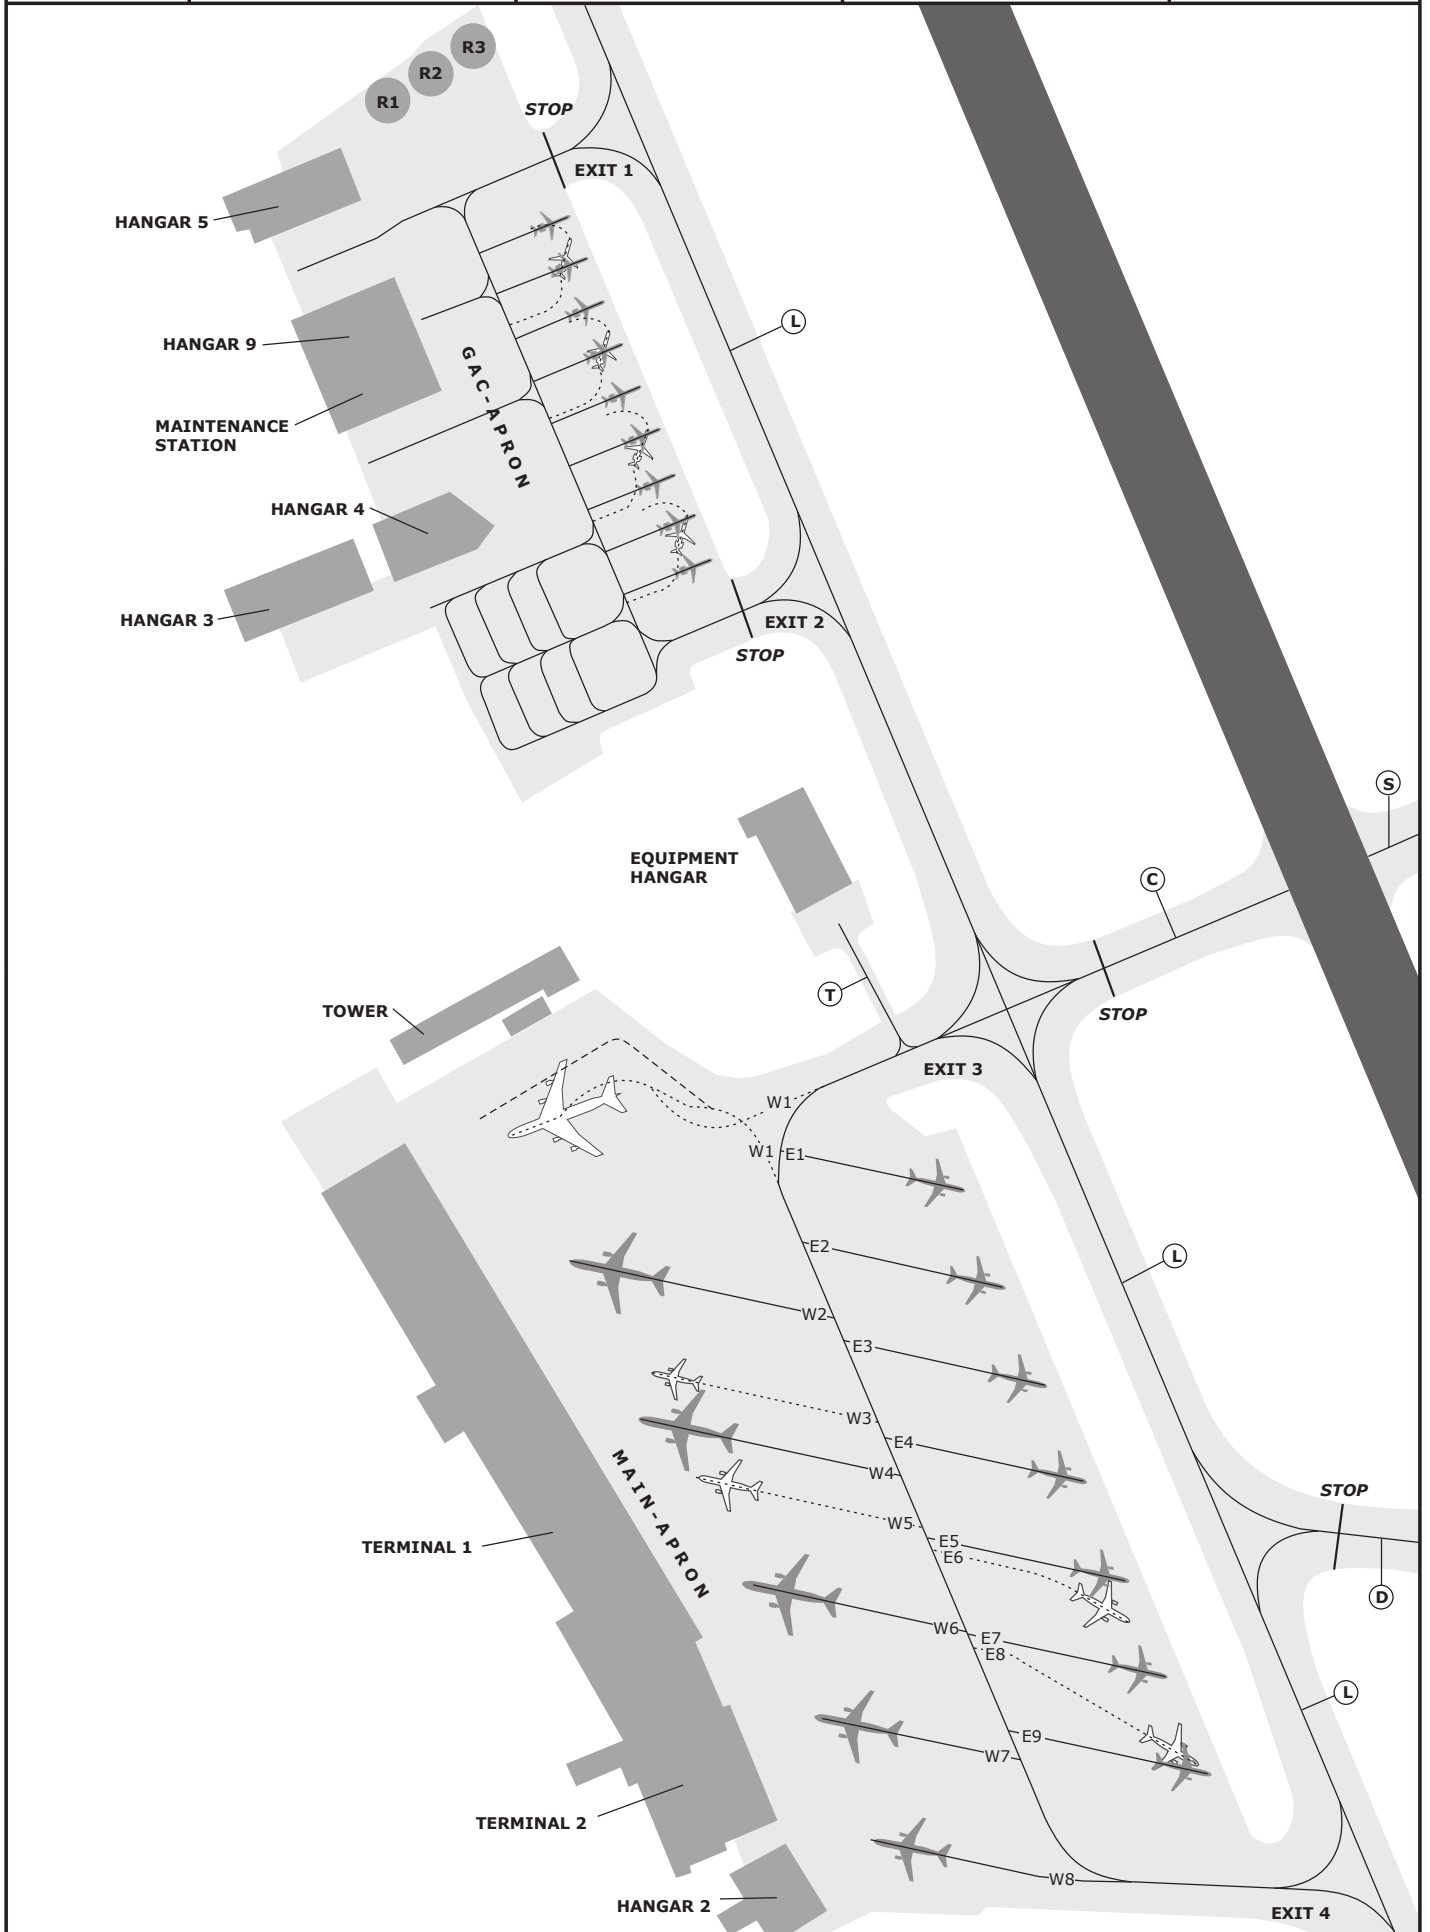 R3
R2
R1
STOP
EXIT 1
HANGAR 5
L
HANGAR 9
GAC-APRON
MAINTENANCE
STATION
HANGAR 4
HANGAR 3
EXIT 2
STOP
S
EQUIPMENT
HANGAR
C
T
TOWER
STOP
EXIT 3
W1
W1
E1
E2
L
W2
E3
W3
E4
W4
MAIN-APRON
STOP
W5
E5
TERMINAL 1
E6
D
W6
E7
E8
L
E9
W7
TERMINAL 2
W8
HANGAR 2
EXIT 4